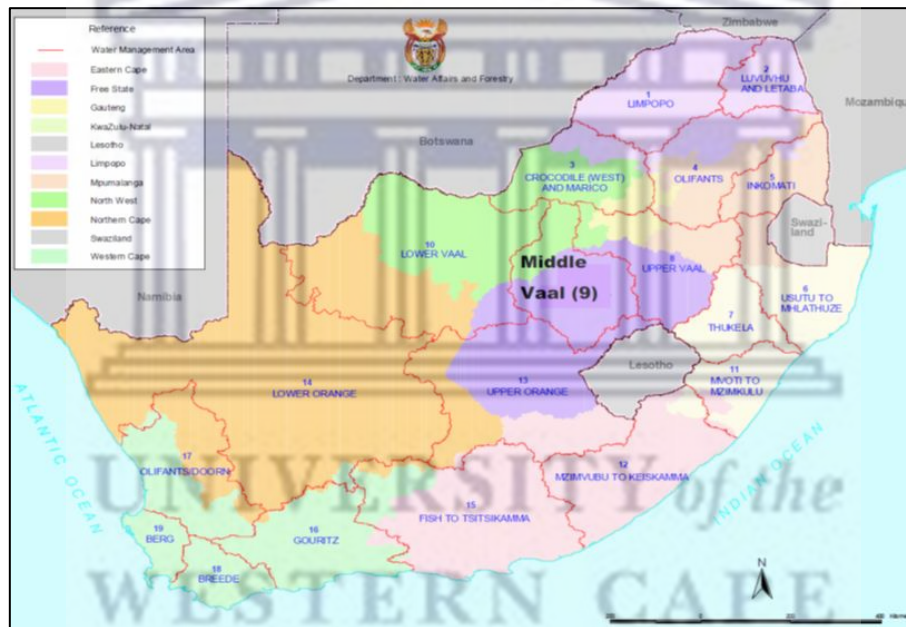 Reference
Water Management Area
Eastern Cape
Free State
Gauteng
KwaZulu-Natal
Lesotho
Limpopo
Mpumalanga
North West
Northern Cape
Swaziland
Western Cape
Department : Water Affairs and Forestry
Zimbabwe
Mozambiqu
Botswana
Namibia
1
LIMPOPO
2
LUVUVHU
AND LETABA
3
CROCODILE (WEST)
AND MARICO
4
OLIFANTS
5
INKOMATI
Swazi-
land
10
LOWER VAAL
Middle
Vaal (9)
8
UPPER VAAL
6
USUTU TO
MHLATHUZE
7
THUKELA
Lesotho
11
MVOTI TO
MZIMKULU
13
UPPER ORANGE
14
LOWER ORANGE
12
MZIMVUBU TO KEISKAMMA
17
OLIFANTS/DOORN
15
FISH TO TSITSIKAMMA
16
GOURITZ
19
BERG
18
BREEDE
ATLANTIC OCEAN
INDIAN OCEAN
N
UNIVERSITY of the
WESTERN CAPE